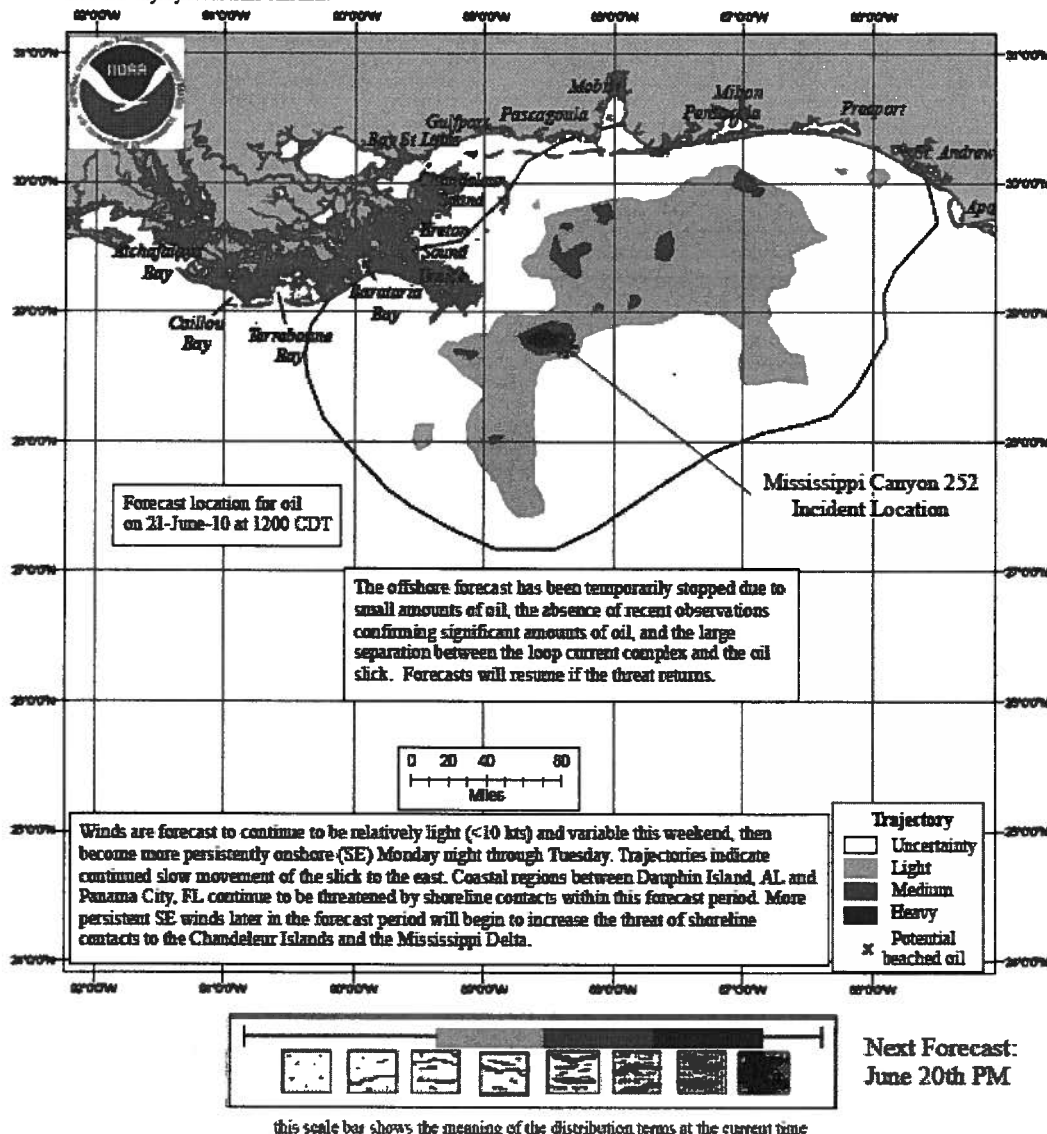 NOAA
Mobile
Milton
Pascagoula
Pensacola
Freeport
Gulfport
Bay St Louis
St. Andrew
Chandeleur
Sound
Apa
Breton
Sound
Atchafalaya
Bay
Barataria
Bay
Caillou
Bay
Terrebonne
Bay
Mississippi Canyon 252
Incident Location
Forecast location for oil
on 21-June-10 at 1200 CDT
The offshore forecast has been temporarily stopped due to
small amounts of oil, the absence of recent observations
confirming significant amounts of oil, and the large
separation between the loop current complex and the oil
slick. Forecasts will resume if the threat returns.
0 20 40 80
Miles
Winds are forecast to continue to be relatively light (<10 kts) and variable this weekend, then
become more persistently onshore (SE) Monday night through Tuesday. Trajectories indicate
continued slow movement of the slick to the east. Coastal regions between Dauphin Island, AL and
Panama City, FL continue to be threatened by shoreline contacts within this forecast period. More
persistent SE winds later in the forecast period will begin to increase the threat of shoreline
contacts to the Chandeleur Islands and the Mississippi Delta.
Trajectory
Uncertainty
Light
Medium
Heavy
x Potential
beached oil
Next Forecast:
June 20th PM
this scale bar shows the meaning of the distribution terms at the current time